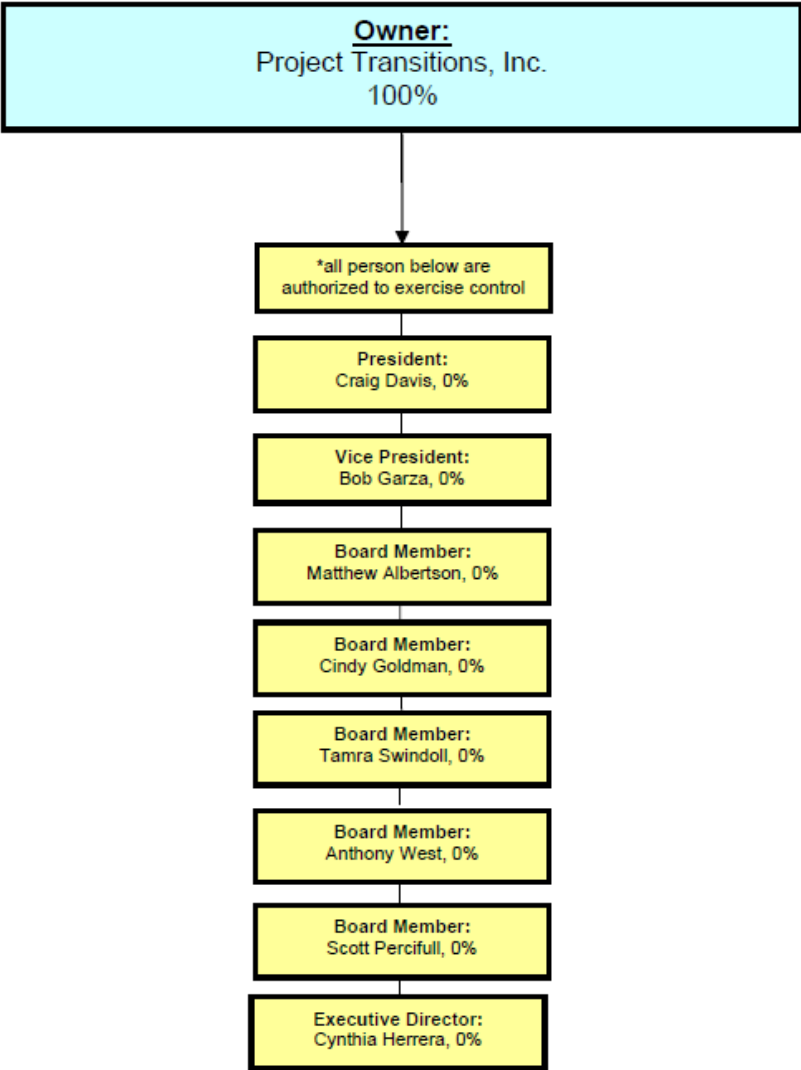 Owner:
Project Transitions, Inc.
100%
*all person below are
authorized to exercise control
President:
Craig Davis, 0%
Vice President:
Bob Garza, 0%
Board Member:
Matthew Albertson, 0%
Board Member:
Cindy Goldman, 0%
Board Member:
Tamra Swindoll, 0%
Board Member:
Anthony West, 0%
Board Member:
Scott Percifull, 0%
Executive Director:
Cynthia Herrera, 0%